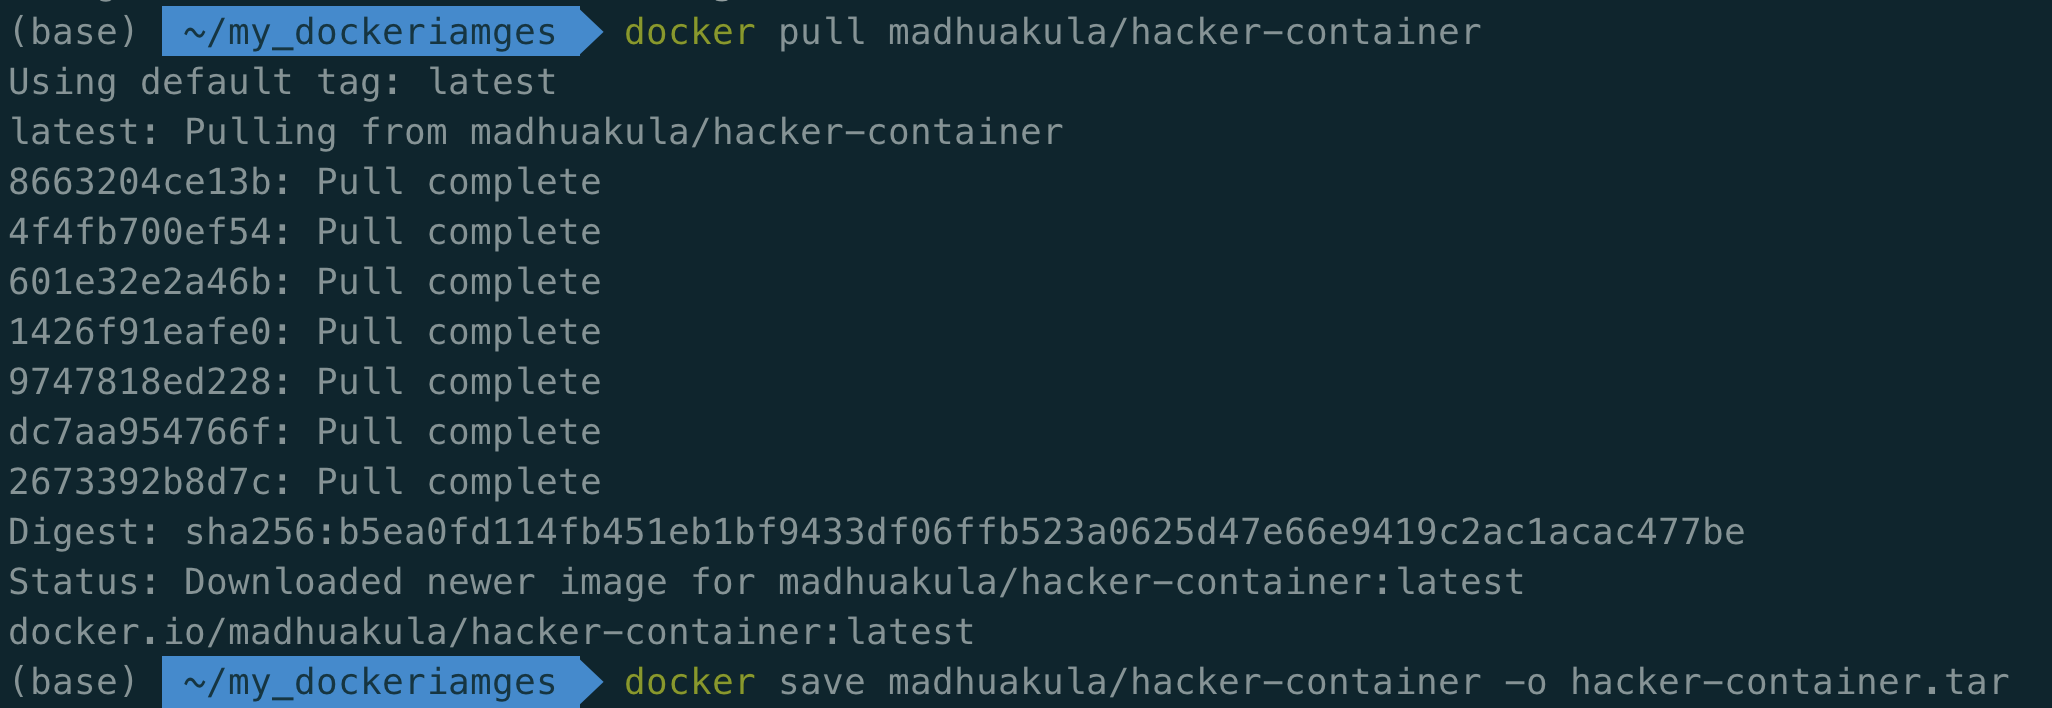 (base) ~/my_dockeriamges docker pull madhuakula/hacker-container
Using default tag: latest
latest: Pulling from madhuakula/hacker-container
8663204ce13b: Pull complete
4f4fb700ef54: Pull complete
601e32e2a46b: Pull complete
1426f91eafe0: Pull complete
9747818ed228: Pull complete
dc7aa954766f: Pull complete
2673392b8d7c: Pull complete
Digest: sha256:b5ea0fd114fb451eb1bf9433df06ffb523a0625d47e66e9419c2ac1acac477be
Status: Downloaded newer image for madhuakula/hacker-container:latest
docker.io/madhuakula/hacker-container:latest
(base) ~/my_dockeriamges docker save madhuakula/hacker-container -o hacker-container.tar